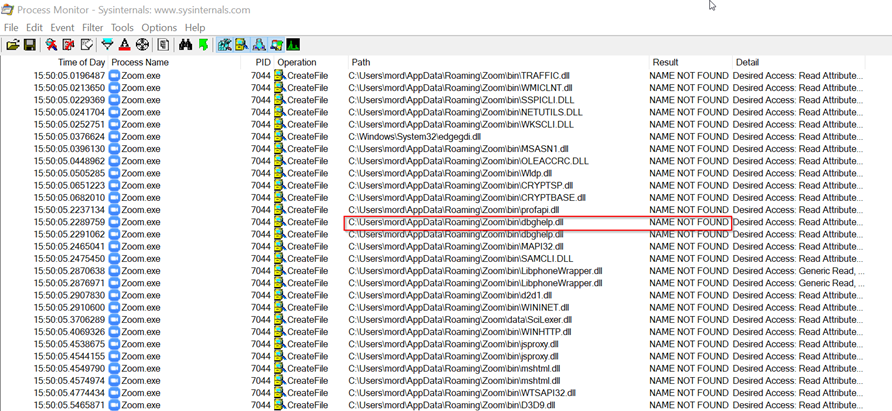 Process Monitor - Sysinternals: www.sysinternals.com
File Edit Event Filter Tools Options Help
Time of Day Process Name PID Operation Path Result Detail
15:50:05.0196487 Zoom.exe 7044 CreateFile C:\Users\mord\AppData\Roaming\Zoom\bin\TRAFFIC.dll NAME NOT FOUND Desired Access: Read Attribute...
15:50:05.0213650 Zoom.exe 7044 CreateFile C:\Users\mord\AppData\Roaming\Zoom\bin\WMICLNT.dll NAME NOT FOUND Desired Access: Read Attribute...
15:50:05.0229369 Zoom.exe 7044 CreateFile C:\Users\mord\AppData\Roaming\Zoom\bin\SSPICLI.DLL NAME NOT FOUND Desired Access: Read Attribute...
15:50:05.0241704 Zoom.exe 7044 CreateFile C:\Users\mord\AppData\Roaming\Zoom\bin\NETUTILS.DLL NAME NOT FOUND Desired Access: Read Attribute...
15:50:05.0252751 Zoom.exe 7044 CreateFile C:\Users\mord\AppData\Roaming\Zoom\bin\WKSCLI.DLL NAME NOT FOUND Desired Access: Read Attribute...
15:50:05.0376624 Zoom.exe 7044 CreateFile C:\Windows\System32\edgegdi.dll NAME NOT FOUND Desired Access: Read Attribute...
15:50:05.0396130 Zoom.exe 7044 CreateFile C:\Users\mord\AppData\Roaming\Zoom\bin\MSASN1.dll NAME NOT FOUND Desired Access: Read Attribute...
15:50:05.0448962 Zoom.exe 7044 CreateFile C:\Users\mord\AppData\Roaming\Zoom\bin\OLEACCRC.DLL NAME NOT FOUND Desired Access: Read Attribute...
15:50:05.0505285 Zoom.exe 7044 CreateFile C:\Users\mord\AppData\Roaming\Zoom\bin\Wldp.dll NAME NOT FOUND Desired Access: Read Attribute...
15:50:05.0651223 Zoom.exe 7044 CreateFile C:\Users\mord\AppData\Roaming\Zoom\bin\CRYPTSP.dll NAME NOT FOUND Desired Access: Read Attribute...
15:50:05.0682010 Zoom.exe 7044 CreateFile C:\Users\mord\AppData\Roaming\Zoom\bin\CRYPTBASE.dll NAME NOT FOUND Desired Access: Read Attribute...
15:50:05.2237134 Zoom.exe 7044 CreateFile C:\Users\mord\AppData\Roaming\Zoom\bin\profapi.dll NAME NOT FOUND Desired Access: Read Attribute...
15:50:05.2289759 Zoom.exe 7044 CreateFile C:\Users\mord\AppData\Roaming\Zoom\bin\dbghelp.dll NAME NOT FOUND Desired Access: Read Attribute...
15:50:05.2291062 Zoom.exe 7044 CreateFile C:\Users\mord\AppData\Roaming\Zoom\bin\dbghelp.dll NAME NOT FOUND Desired Access: Read Attribute...
15:50:05.2465041 Zoom.exe 7044 CreateFile C:\Users\mord\AppData\Roaming\Zoom\bin\MAPI32.dll NAME NOT FOUND Desired Access: Read Attribute...
15:50:05.2475450 Zoom.exe 7044 CreateFile C:\Users\mord\AppData\Roaming\Zoom\bin\SAMCLI.DLL NAME NOT FOUND Desired Access: Read Attribute...
15:50:05.2870638 Zoom.exe 7044 CreateFile C:\Users\mord\AppData\Roaming\Zoom\bin\LibphoneWrapper.dll NAME NOT FOUND Desired Access: Generic Read, ...
15:50:05.2876971 Zoom.exe 7044 CreateFile C:\Users\mord\AppData\Roaming\Zoom\bin\LibphoneWrapper.dll NAME NOT FOUND Desired Access: Generic Read, ...
15:50:05.2907830 Zoom.exe 7044 CreateFile C:\Users\mord\AppData\Roaming\Zoom\bin\d2d1.dll NAME NOT FOUND Desired Access: Read Attribute...
15:50:05.2910600 Zoom.exe 7044 CreateFile C:\Users\mord\AppData\Roaming\Zoom\bin\WININET.dll NAME NOT FOUND Desired Access: Read Attribute...
15:50:05.3706289 Zoom.exe 7044 CreateFile C:\Users\mord\AppData\Roaming\Zoom\data\SciLexer.dll NAME NOT FOUND Desired Access: Read Attribute...
15:50:05.4069326 Zoom.exe 7044 CreateFile C:\Users\mord\AppData\Roaming\Zoom\bin\WINHTTP.dll NAME NOT FOUND Desired Access: Read Attribute...
15:50:05.4538675 Zoom.exe 7044 CreateFile C:\Users\mord\AppData\Roaming\Zoom\bin\jsproxy.dll NAME NOT FOUND Desired Access: Read Attribute...
15:50:05.4544155 Zoom.exe 7044 CreateFile C:\Users\mord\AppData\Roaming\Zoom\bin\jsproxy.dll NAME NOT FOUND Desired Access: Read Attribute...
15:50:05.4549790 Zoom.exe 7044 CreateFile C:\Users\mord\AppData\Roaming\Zoom\bin\mshtml.dll NAME NOT FOUND Desired Access: Read Attribute...
15:50:05.4574974 Zoom.exe 7044 CreateFile C:\Users\mord\AppData\Roaming\Zoom\bin\mshtml.dll NAME NOT FOUND Desired Access: Read Attribute...
15:50:05.4774434 Zoom.exe 7044 CreateFile C:\Users\mord\AppData\Roaming\Zoom\bin\WTSAPI32.dll NAME NOT FOUND Desired Access: Read Attribute...
15:50:05.5465871 Zoom.exe 7044 CreateFile C:\Users\mord\AppData\Roaming\Zoom\bin\D3D9.dll NAME NOT FOUND Desired Access: Read Attribute...